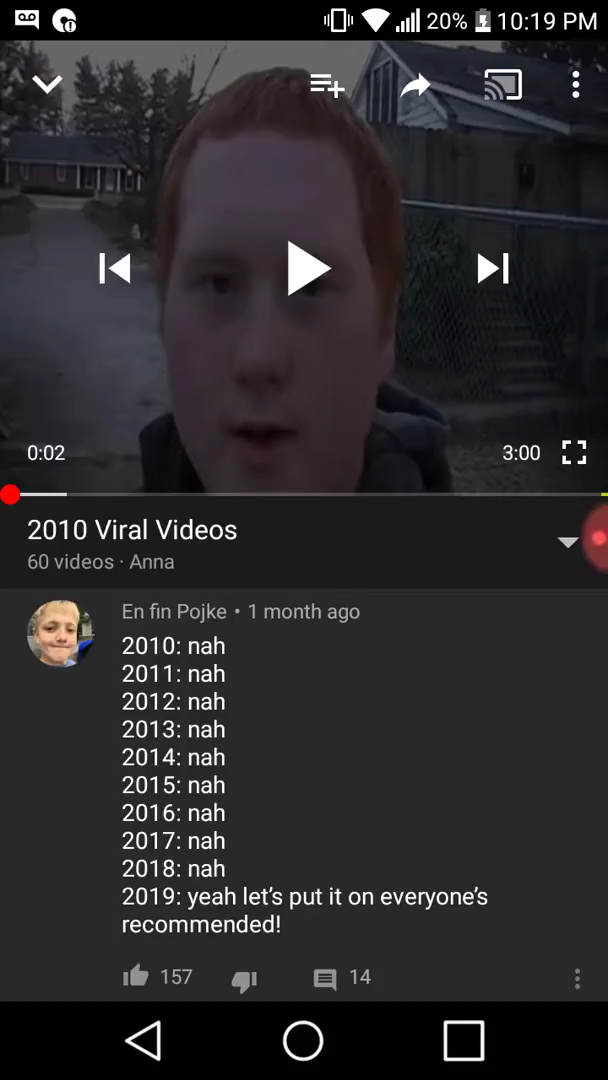 20% 10:19 PM
0:02 3:00
2010 Viral Videos
60 videos · Anna
En fin Pojke • 1 month ago
2010: nah
2011: nah
2012: nah
2013: nah
2014: nah
2015: nah
2016: nah
2017: nah
2018: nah
2019: yeah let’s put it on everyone’s
recommended!
157 14